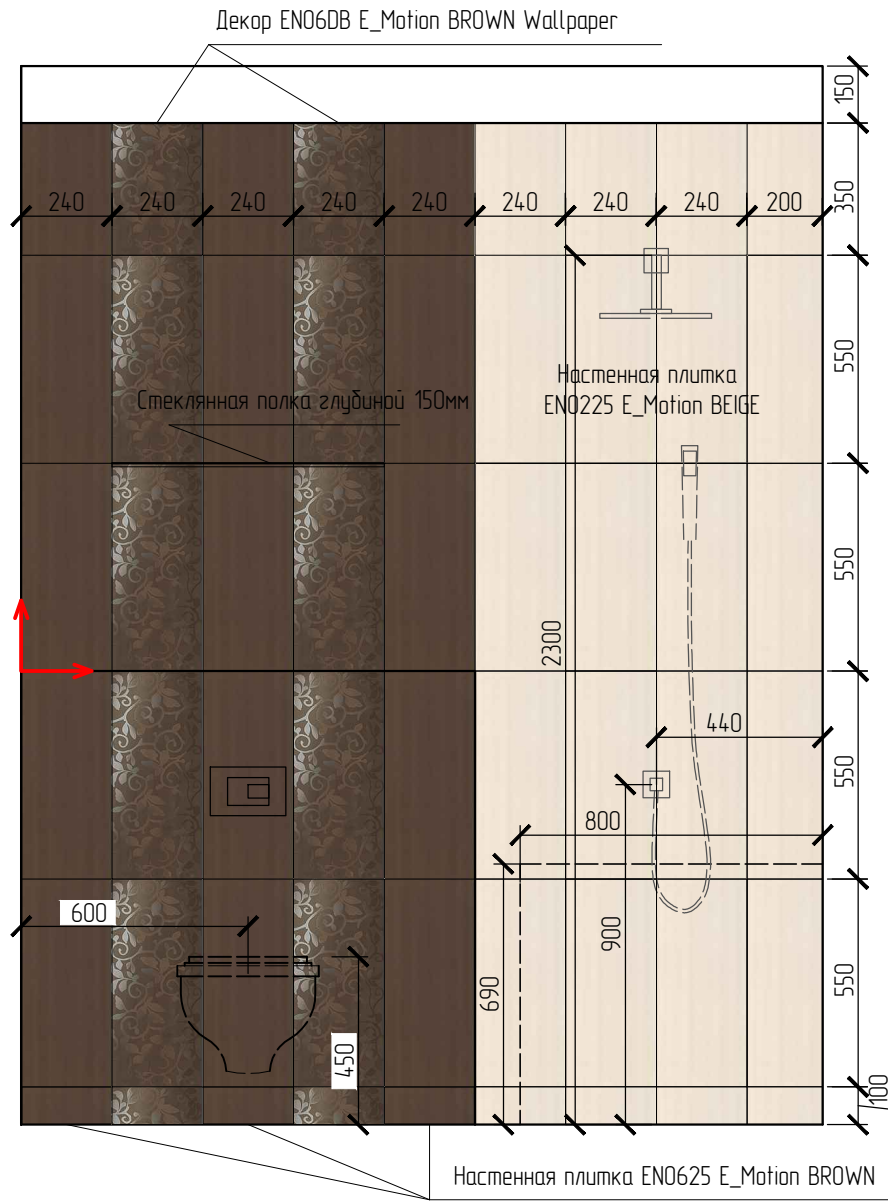 Декор EN06DB E_Motion BROWN Wallpaper
150
240 240 240 240 240 240 240 240 200
350
550
Настенная плитка
EN0225 E_Motion BEIGE
Стеклянная полка глубиной 150мм
550
2300
440
550
800
600
900
690
550
450
100
Настенная плитка EN0625 E_Motion BROWN